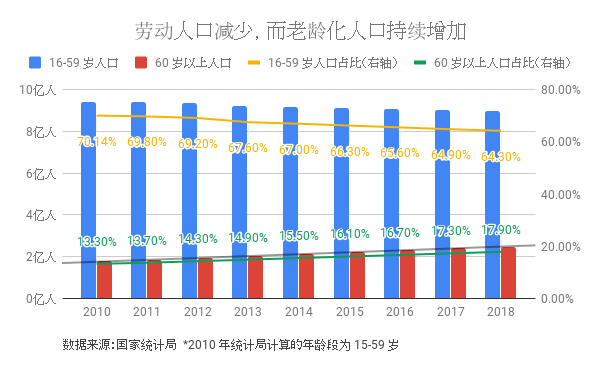 劳动人口减少，而老龄化人口持续增加
16-59 岁人口 60 岁以上人口 16-59 岁人口占比（右轴） 60 岁以上人口占比（右轴）
10亿人 80.00%
70.14% 69.80% 69.20% 67.60% 67.00% 66.30% 65.60% 64.90% 64.30%
8亿人 60.00%
6亿人 40.00%
4亿人
13.30% 13.70% 14.30% 14.90% 15.50% 16.10% 16.70% 17.30% 17.90%
2亿人 20.00%
0亿人 0.00%
2010 2011 2012 2013 2014 2015 2016 2017 2018
数据来源：国家统计局 *2010 年统计局计算的年龄段为 15-59 岁